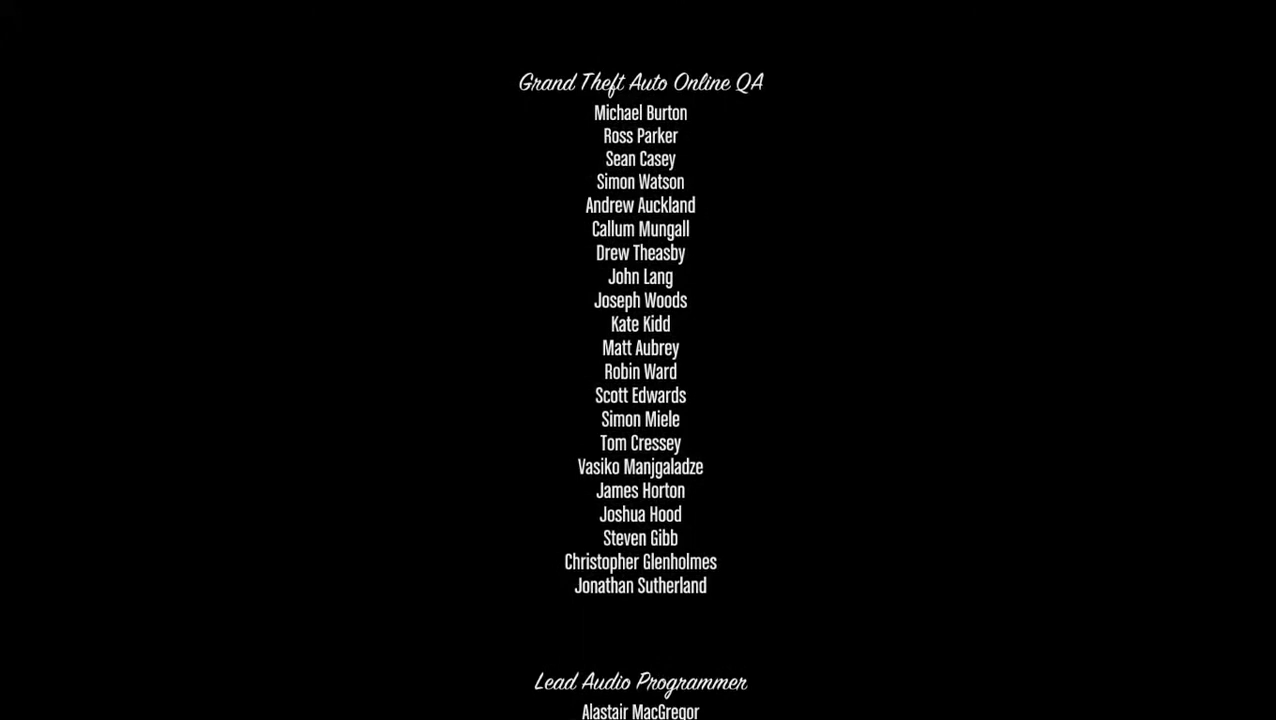 Grand Theft Auto Online QA
Michael Burton
Ross Parker
Sean Casey
Simon Watson
Andrew Auckland
Callum Mungall
Drew Theasby
John Lang
Joseph Woods
Kate Kidd
Matt Aubrey
Robin Ward
Scott Edwards
Simon Miele
Tom Cressey
Vasiko Manjgaladze
James Horton
Joshua Hood
Steven Gibb
Christopher Glenholmes
Jonathan Sutherland
Lead Audio Programmer
Alastair MacGregor